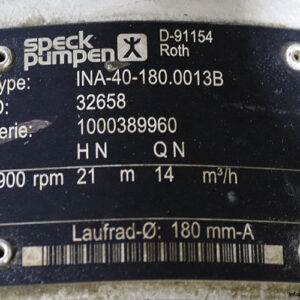 speck pumpen
D-91154
Roth
ype: INA-40-180.0013B
D: 32658
erie: 1000389960
H N Q N
900 rpm 21 m 14 m³/h
Laufrad-Ø: 180 mm-A